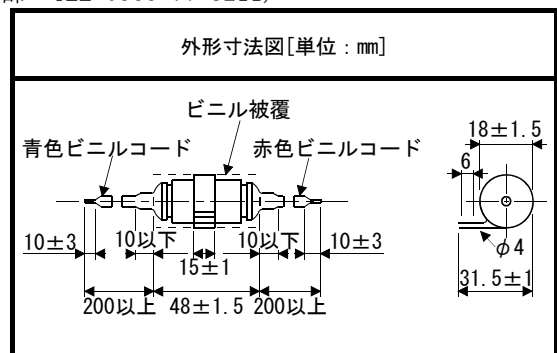 外形寸法図[単位:mm]
ビニル被覆
青色ビニルコード
赤色ビニルコード
18±1.5
6
10±3
10以下
10以下
10±3
15±1
φ4
31.5±1
200以上
48±1.5
200以上